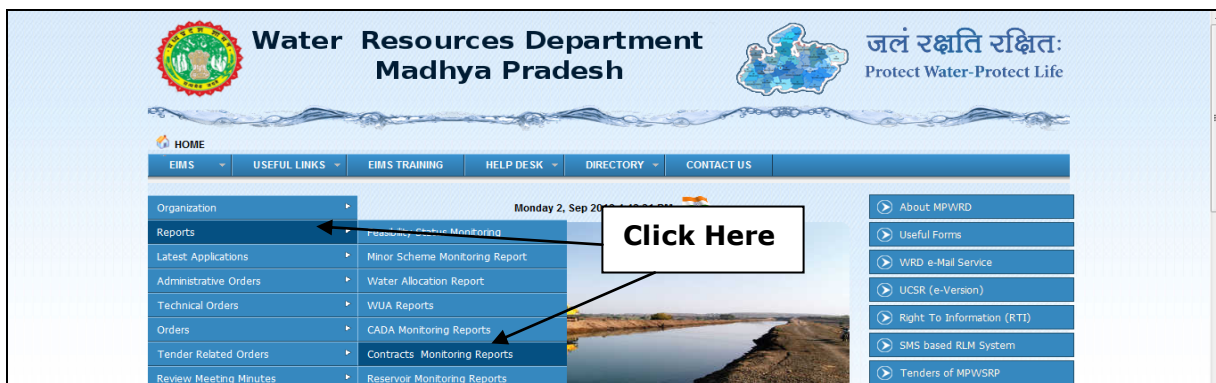 Water Resources Department
Madhya Pradesh
जलं रक्षति रक्षितः
Protect Water-Protect Life
HOME
EIMS
USEFUL LINKS
EIMS TRAINING
HELP DESK
DIRECTORY
CONTACT US
Organization
Reports
Latest Applications
Administrative Orders
Technical Orders
Orders
Tender Related Orders
Review Meeting Minutes
Feasibility Status Monitoring
Minor Scheme Monitoring Report
Water Allocation Report
WUA Reports
CADA Monitoring Reports
Contracts Monitoring Reports
Reservoir Monitoring Reports
Monday 2, Sep
Click Here
About MPWRD
Useful Forms
WRD e-Mail Service
UCSR (e-Version)
Right To Information (RTI)
SMS based RLM System
Tenders of MPWSRP